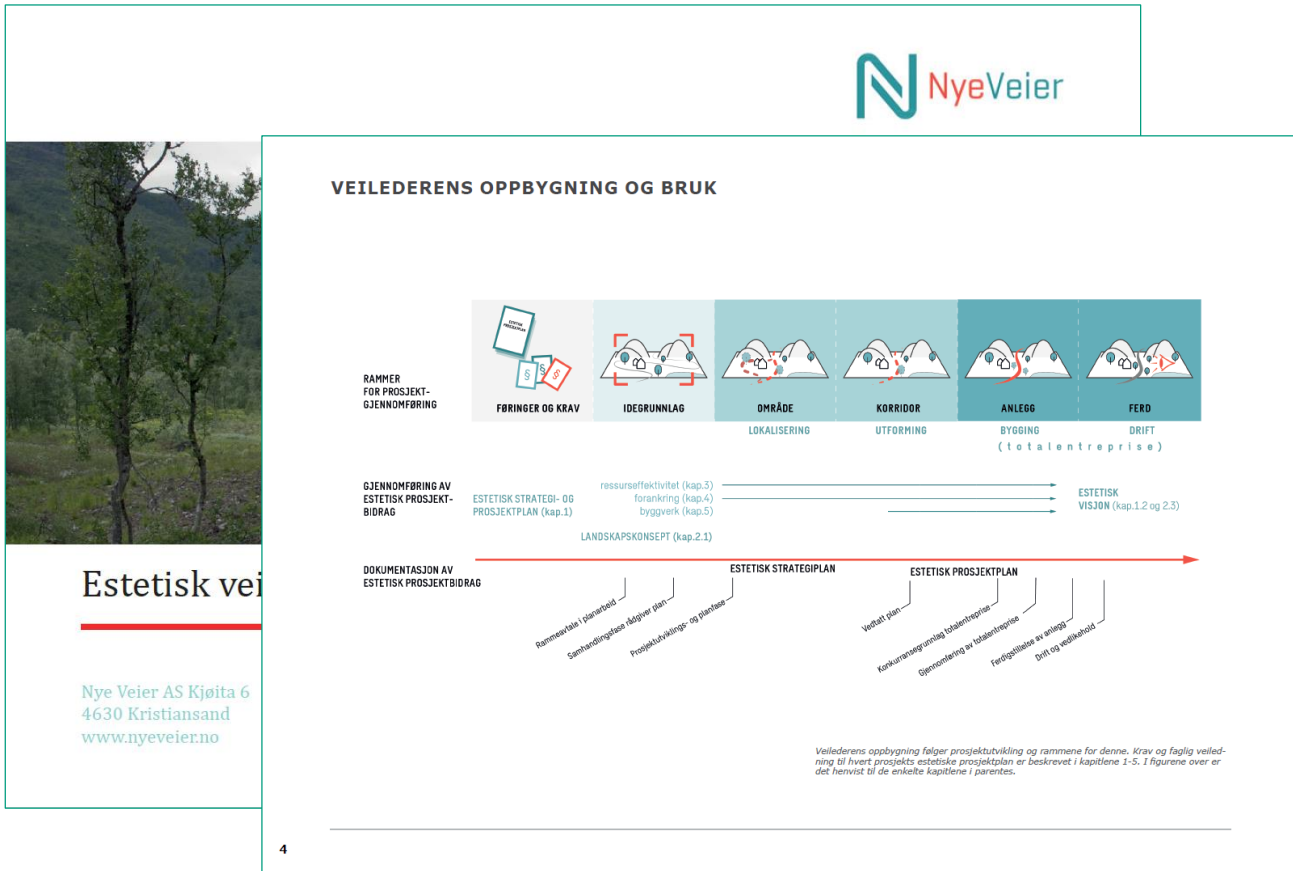 NyeVeier
Estetisk vei
Nye Veier AS Kjøita 6
4630 Kristiansand
www.nyeveier.no
VEILEDERENS OPPBYGNING OG BRUK
ESTETISK
PROSJEKTPLAN
§ § §
RAMMER
FOR PROSJEKT-
GJENNOMFØRING
FØRINGER OG KRAV
IDEGRUNNLAG
OMRÅDE
KORRIDOR
ANLEGG
FERD
LOKALISERING
UTFORMING
BYGGING
DRIFT
(totalentreprise)
GJENNOMFØRING AV
ESTETISK PROSJEKT-
BIDRAG
ESTETISK STRATEGI- OG
PROSJEKTPLAN (kap.1)
ressurseffektivitet (kap.3)
forankring (kap.4)
byggverk (kap.5)
LANDSKAPSKONSEPT (kap.2.1)
ESTETISK
VISJON (kap.1.2 og 2.3)
DOKUMENTASJON AV
ESTETISK PROSJEKTBIDRAG
ESTETISK STRATEGIPLAN
ESTETISK PROSJEKTPLAN
Rammeavtale i planarbeid
Samhandlingsfase rådgiver plan
Prosjektutviklings- og planfase
Vedtatt plan
Konkurransegrunnlag totalentreprise
Gjennomføring av totalentreprise
Ferdigstillelse av anlegg
Drift og vedlikehold
Veilederens oppbygning følger prosjektutvikling og rammene for denne. Krav og faglig veiled-
ning til hvert prosjekts estetiske prosjektplan er beskrevet i kapitlene 1-5. I figurene over er
det henvist til de enkelte kapitlene i parentes.
4